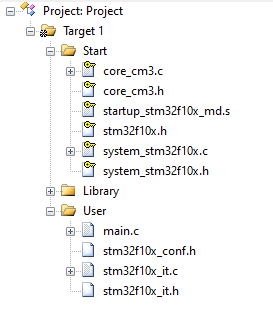 Project: Project
Target 1
Start
core_cm3.c
core_cm3.h
startup_stm32f10x_md.s
stm32f10x.h
system_stm32f10x.c
system_stm32f10x.h
Library
User
main.c
stm32f10x_conf.h
stm32f10x_it.c
stm32f10x_it.h